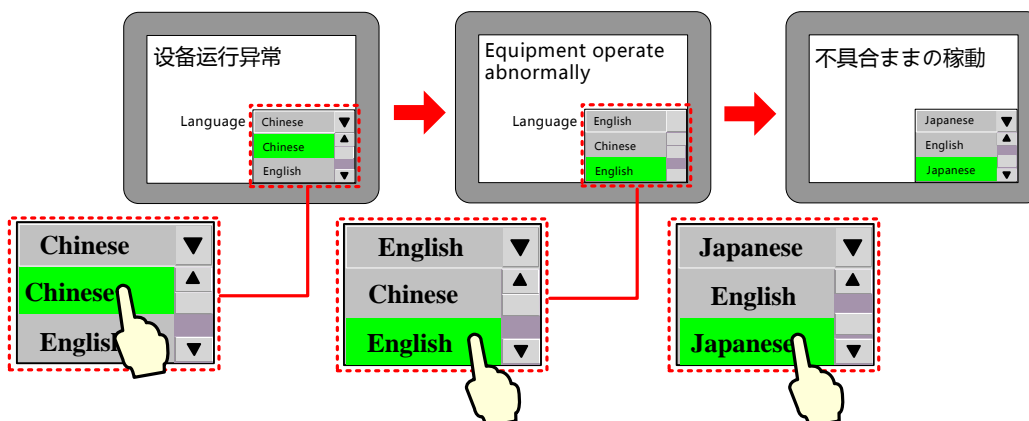 设备运行异常
Language
Chinese
Chinese
English
Equipment operate
abnormally
Language
English
Chinese
English
不具合ままの稼動
Japanese
English
Japanese
Chinese
Chinese
English
English
Chinese
English
Japanese
English
Japanese